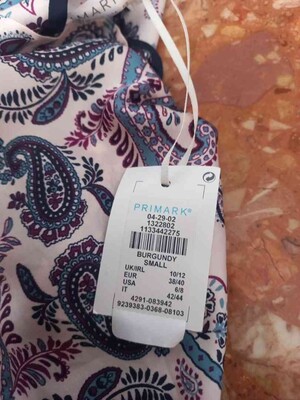 MARK
PRIMARK®
04-29-02
1322802
1133442275
BURGUNDY
SMALL
UK/IRL 10/12
EUR 38/40
USA 6/8
IT 42/44
4291-083942
9239383-0368-08103